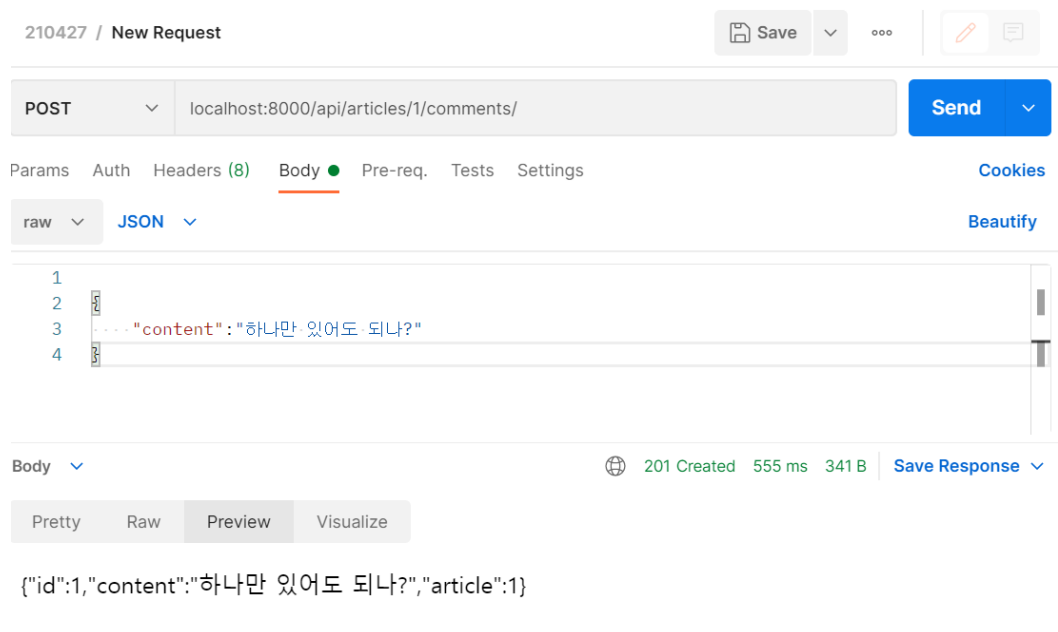 210427 / New Request Save
POST localhost:8000/api/articles/1/comments/ Send
Params Auth Headers (8) Body Pre-req. Tests Settings Cookies
raw JSON Beautify
1
2 {
3 "content":"하나만 있어도 되나?"
4 }
Body 201 Created 555 ms 341 B Save Response
Pretty Raw Preview Visualize
{"id":1,"content":"하나만 있어도 되나?","article":1}